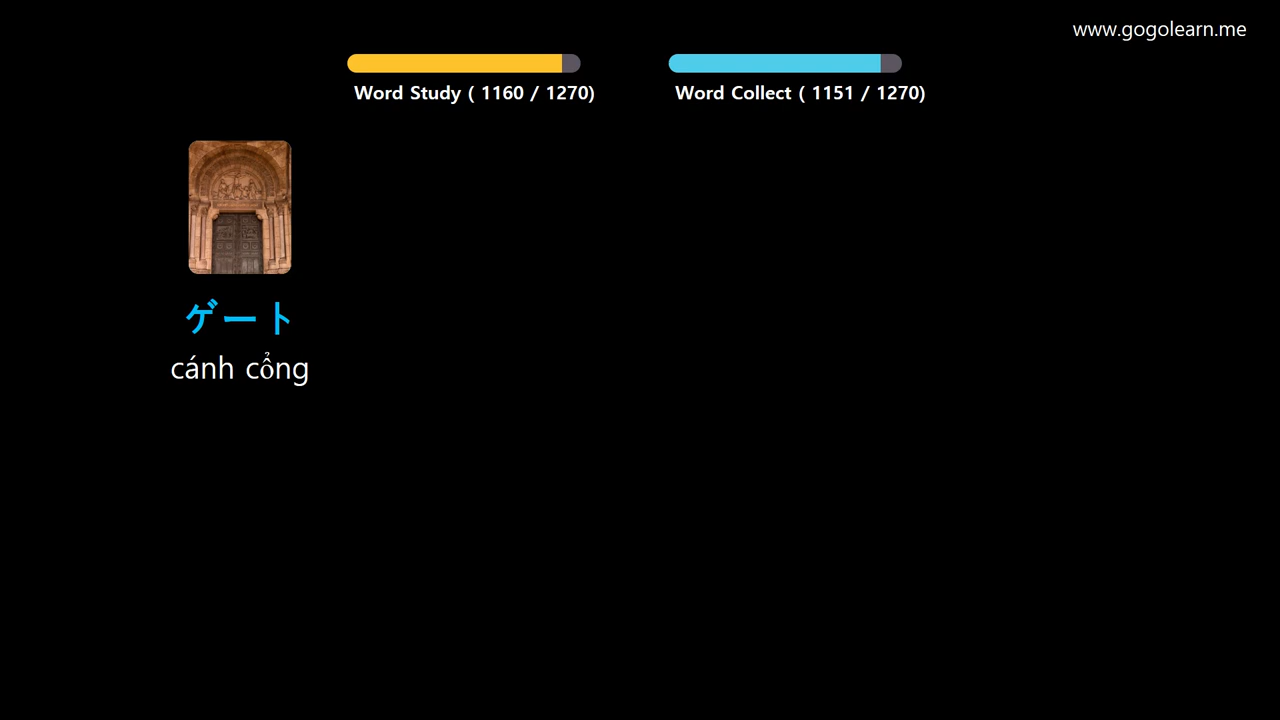 www.gogolearn.me
Word Study ( 1160 / 1270)
Word Collect ( 1151 / 1270)
ゲート
cánh cổng